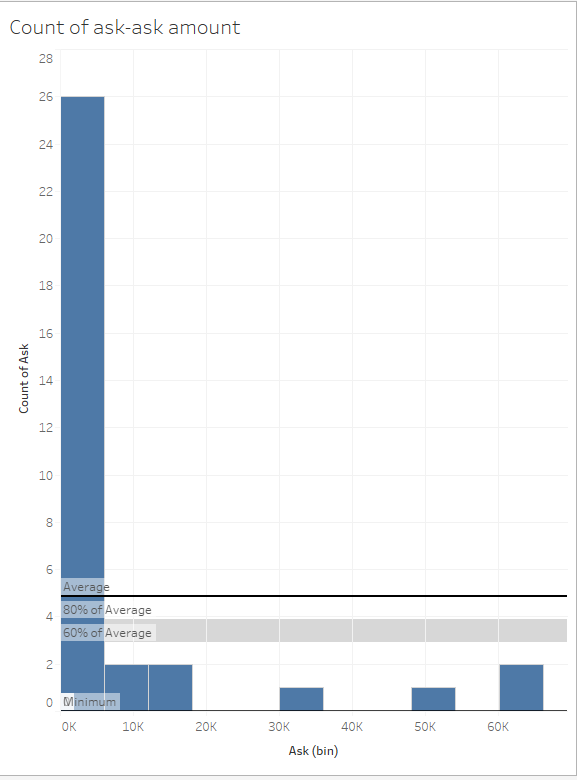 Count of ask-ask amount
28
26
24
22
20
18
16
14
12
10
8
6
4
2
0
Count of Ask
Average
80% of Average
60% of Average
Minimum
0K 10K 20K 30K 40K 50K 60K
Ask (bin)